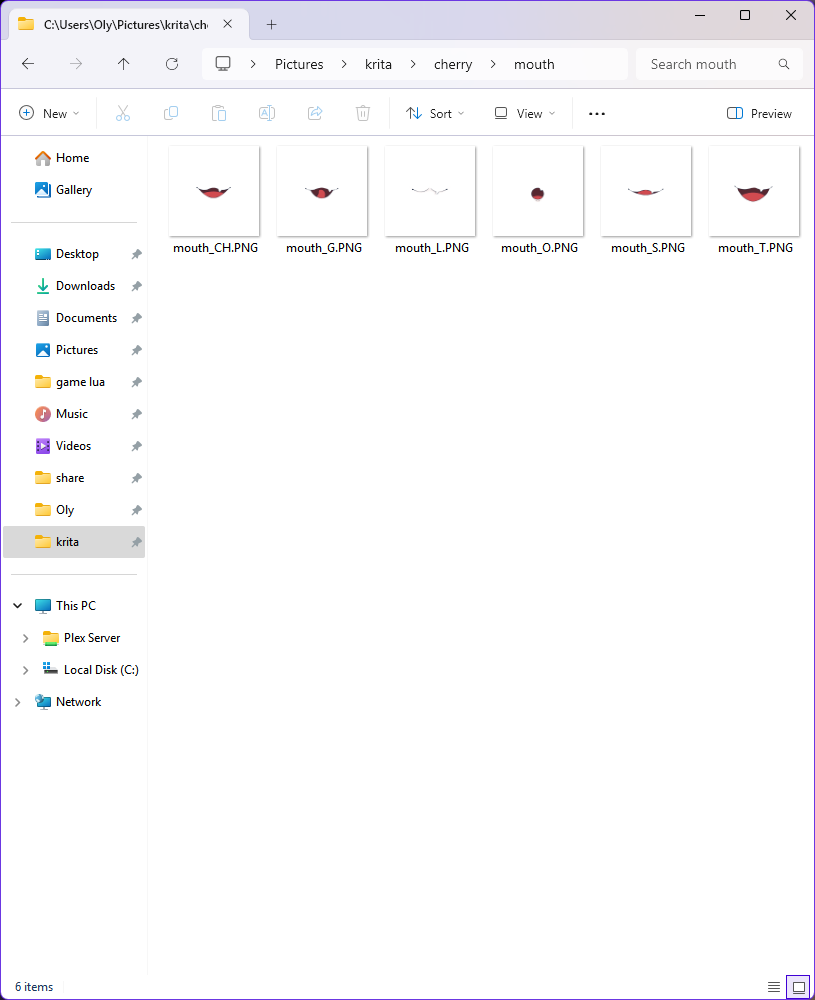 C:\Users\Oly\Pictures\krita\che
Pictures > krita > cherry > mouth
Search mouth
New
Sort
View
Preview
Home
Gallery
Desktop
Downloads
Documents
Pictures
game lua
Music
Videos
share
Oly
krita
This PC
Plex Server
Local Disk (C:)
Network
mouth_CH.PNG
mouth_G.PNG
mouth_L.PNG
mouth_O.PNG
mouth_S.PNG
mouth_T.PNG
6 items